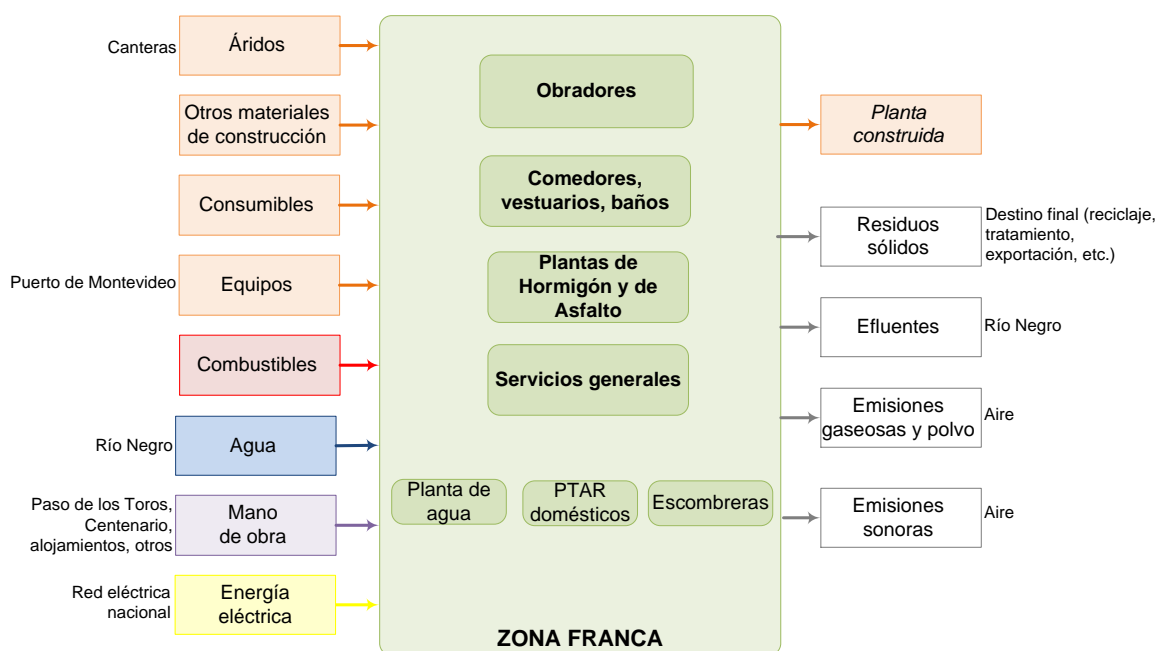 Canteras
Áridos
Otros materiales
de construcción
Consumibles
Puerto de Montevideo
Equipos
Combustibles
Río Negro
Agua
Paso de los Toros,
Centenario,
alojamientos, otros
Mano
de obra
Red eléctrica
nacional
Energía
eléctrica
Obradores
Comedores,
vestuarios, baños
Plantas de
Hormigón y de
Asfalto
Servicios generales
Planta de
agua
PTAR
domésticos
Escombreras
ZONA FRANCA
Planta
construida
Residuos
sólidos
Destino final (reciclaje,
tratamiento,
exportación, etc.)
Efluentes
Río Negro
Emisiones
gaseosas y polvo
Aire
Emisiones
sonoras
Aire